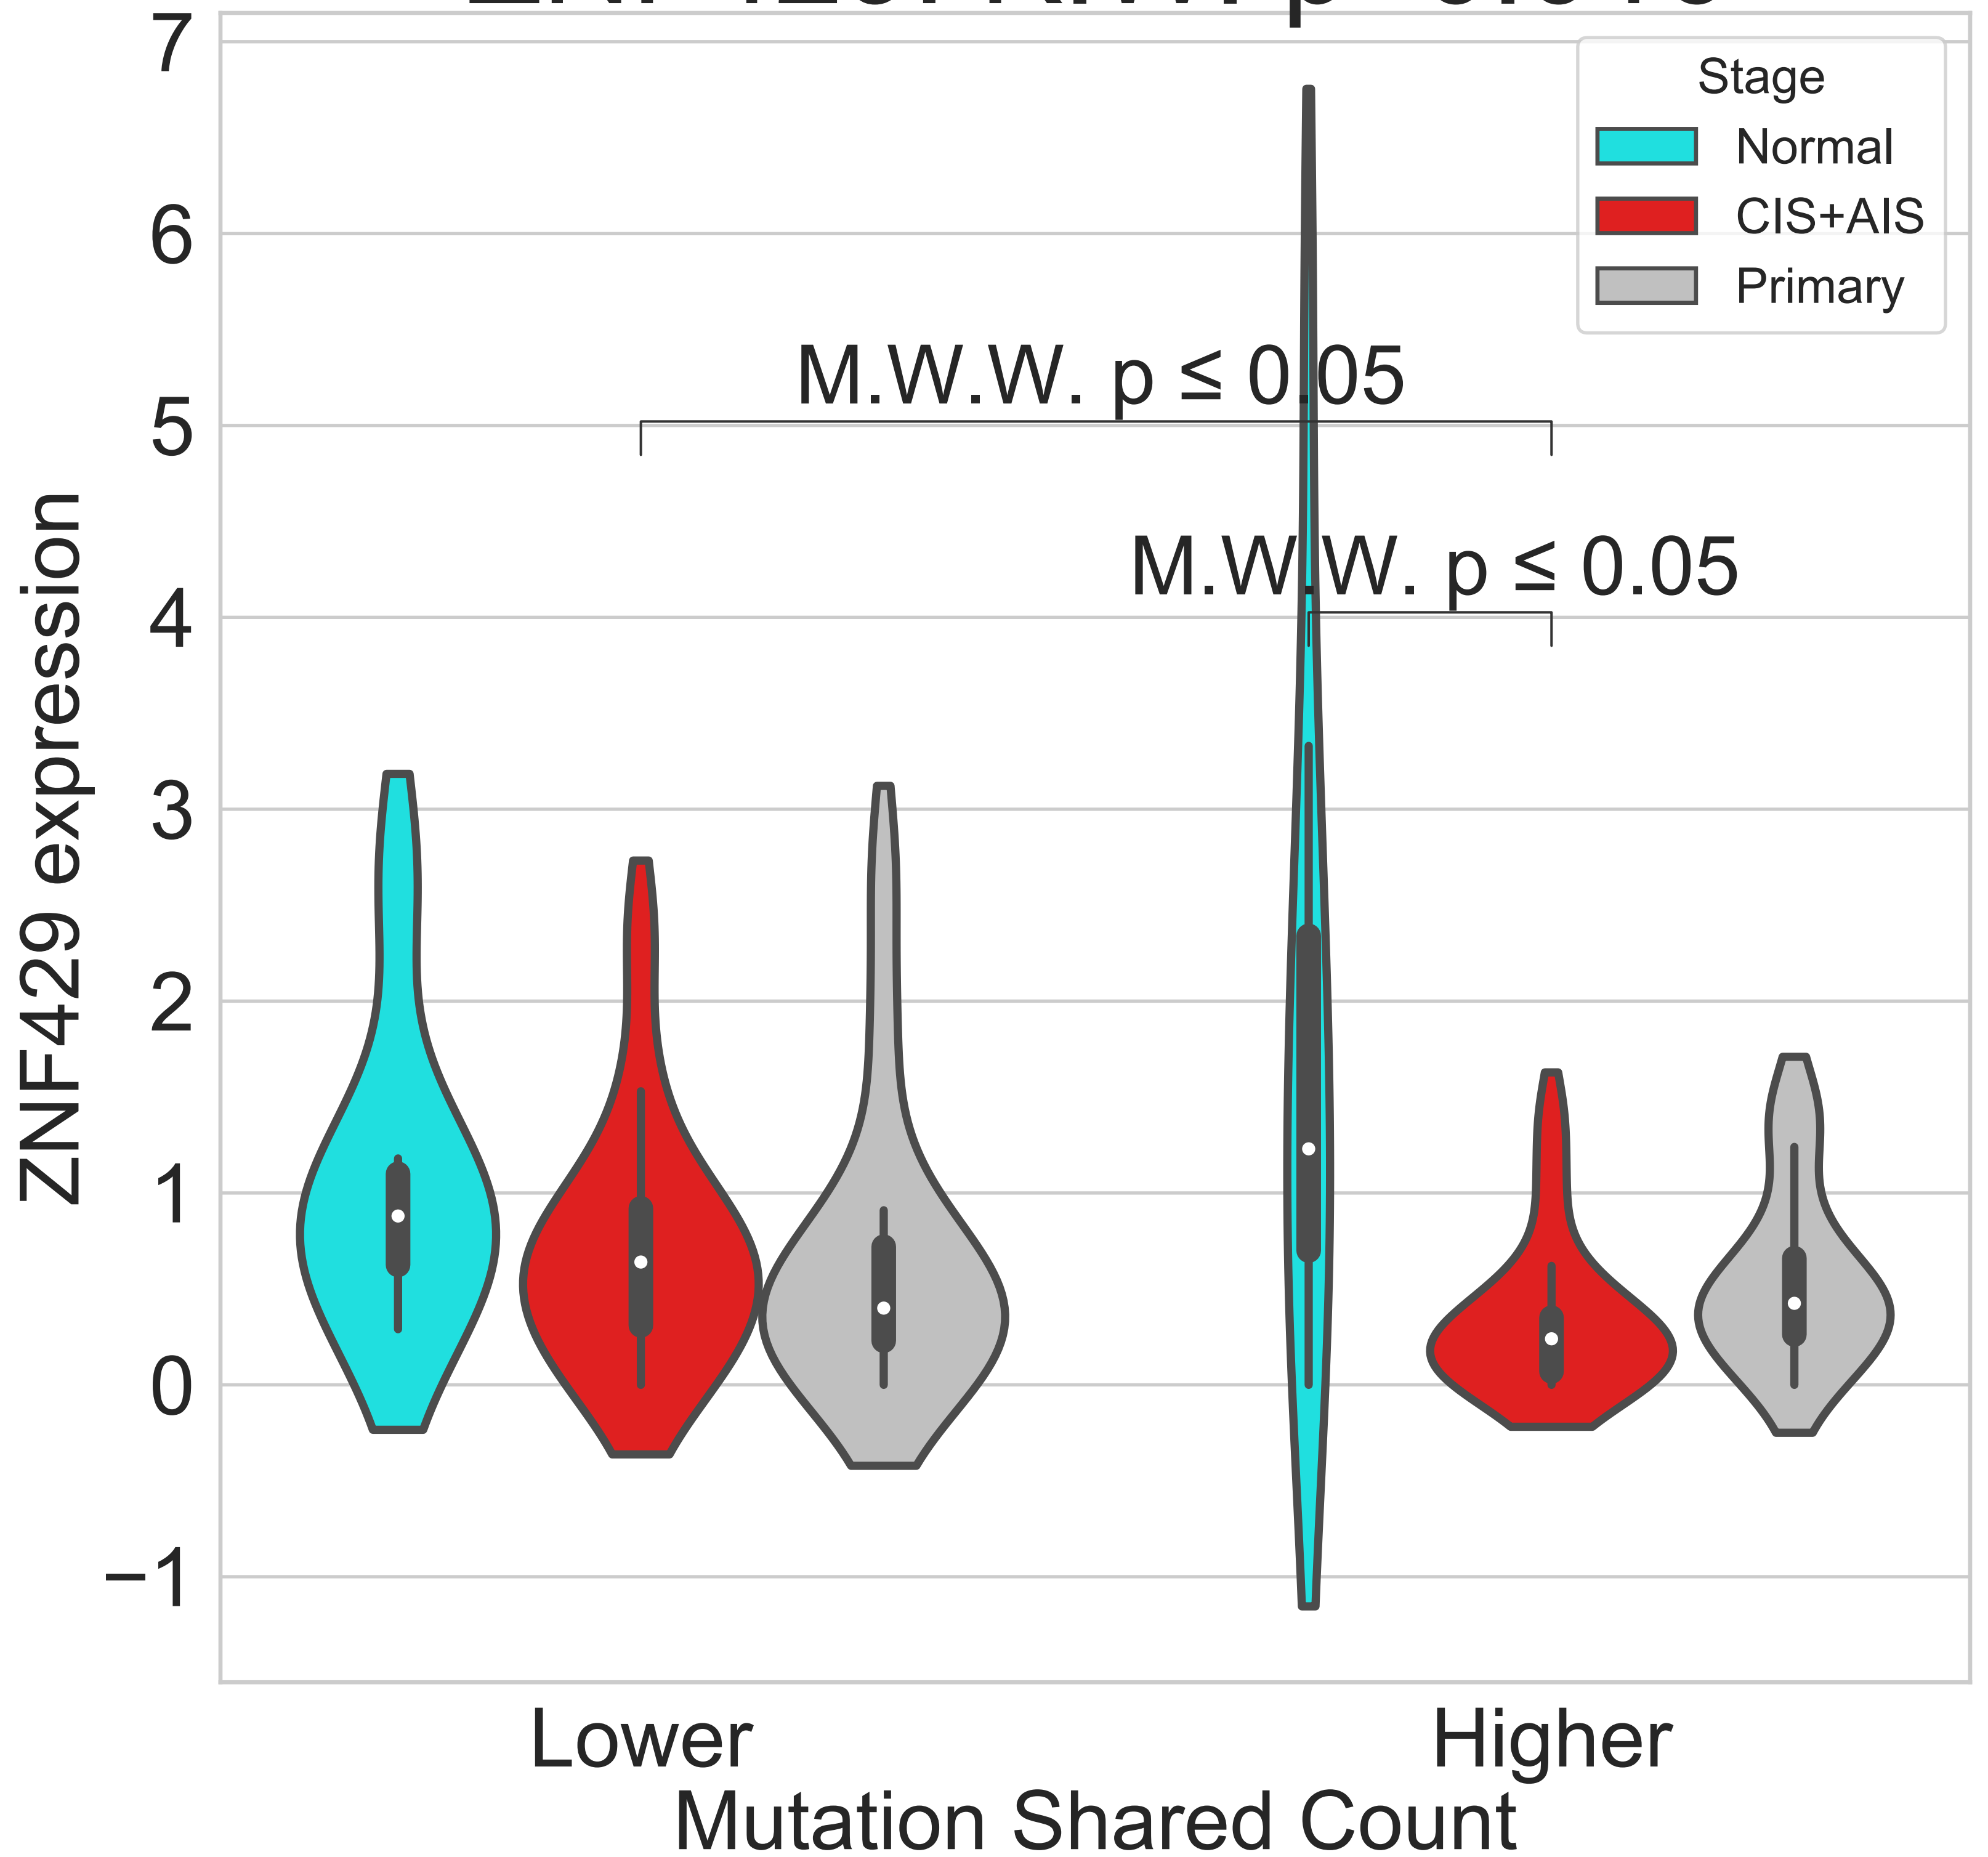 7
6
5
4
3
2
1
0
−1
ZNF429 expression
Stage
Normal
CIS+AIS
Primary
M.W.W. p ≤ 0.05
M.W.W. p ≤ 0.05
Lower
Higher
Mutation Shared Count